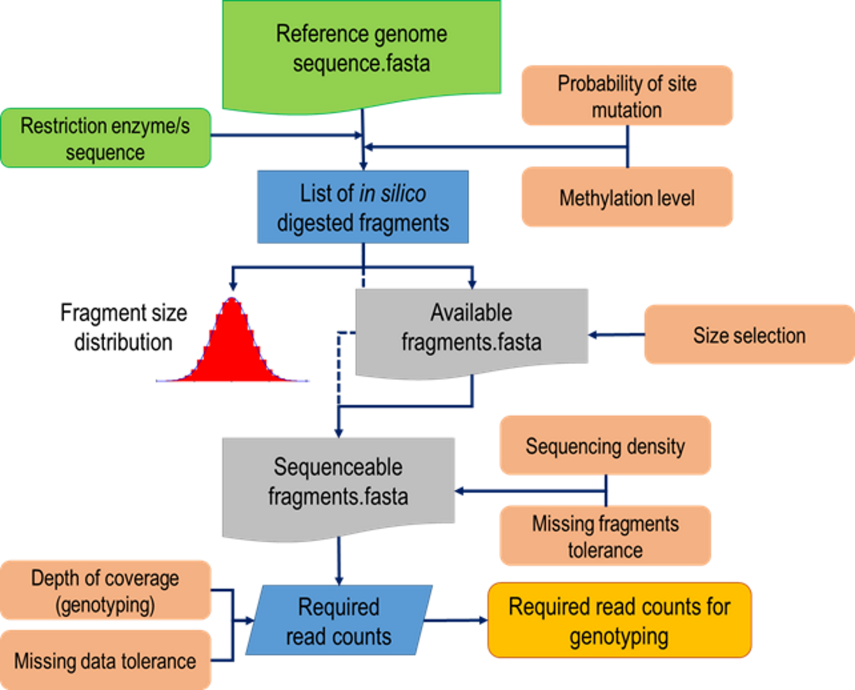 Reference genome
sequence.fasta
Probability of site
mutation
Restriction enzyme/s
sequence
List of in silico
digested fragments
Methylation level
Fragment size
distribution
Available
fragments.fasta
Size selection
Sequencing density
Sequenceable
fragments.fasta
Missing fragments
tolerance
Depth of coverage
(genotyping)
Required
read counts
Required read counts for
genotyping
Missing data tolerance